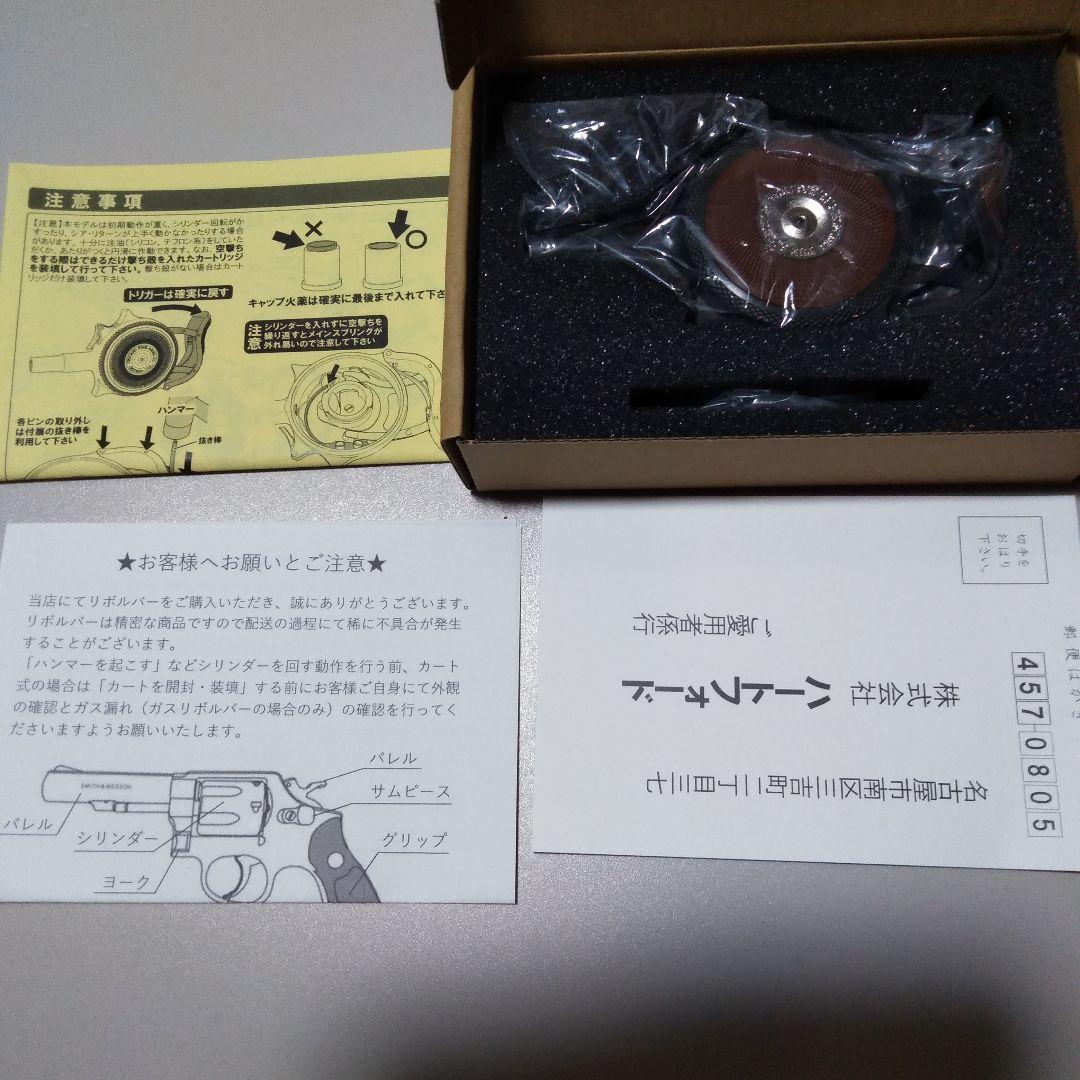 注意事項
【注意】本モデルは初期動作が重く、シリンダー回転がか
すったり、シア・リターンが上手く動かなかったりする場合
があります。十分に注油(シリコン、テフロン系)をしていた
だくか、あたりがつくと円滑に作動できます。なお、空撃ち
をする際はできるだけ撃ち殻を入れたカートリッジ
を装填して行って下さい。撃ち殻がない場合はカート
リッジだけ装填して下さい。
キャップ火薬は確実に最後まで入れて下さ
トリガーは確実に戻す
注意
シリンダーを入れずに空撃ちを
繰り返すとメインスプリングが
外れ易いので注意して下さい
各ピンの取り外し
は付属の抜き棒を
利用して下さい
ハンマー
抜き棒
★お客様へお願いとご注意★
当店にてリボルバーをご購入いただき、誠にありがとうございます。
リボルバーは精密な商品ですので配送の過程にて稀に不具合が発生
することがございます。
「ハンマーを起こす」などシリンダーを回す動作を行う前、カート
式の場合は「カートを開封・装填」する前にお客様ご自身にて外観
の確認とガス漏れ（ガスリボルバーの場合のみ）の確認を行ってく
ださいますようお願いいたします。
SMITH&WESSON
バレル
サムピース
バレル
シリンダー
グリップ
ヨーク
郵便はがき
4570805
切手を
おはり
下さい。
名古屋市南区三吉町二丁目三七
株式会社 ハートフォード
ご愛用者係行